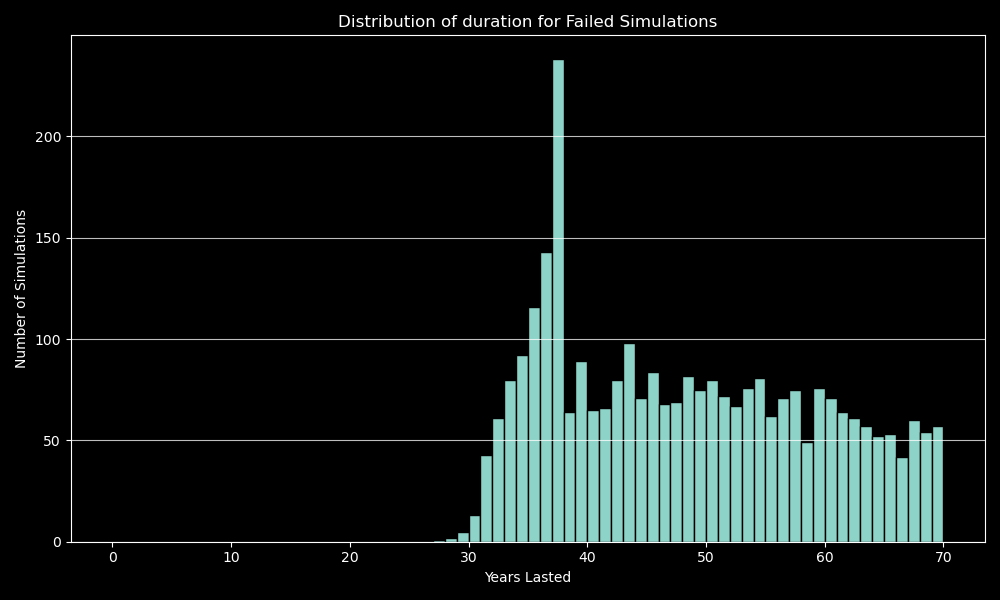 Distribution of duration for Failed Simulations
Number of Simulations
200
150
100
50
0
0 10 20 30 40 50 60 70
Years Lasted